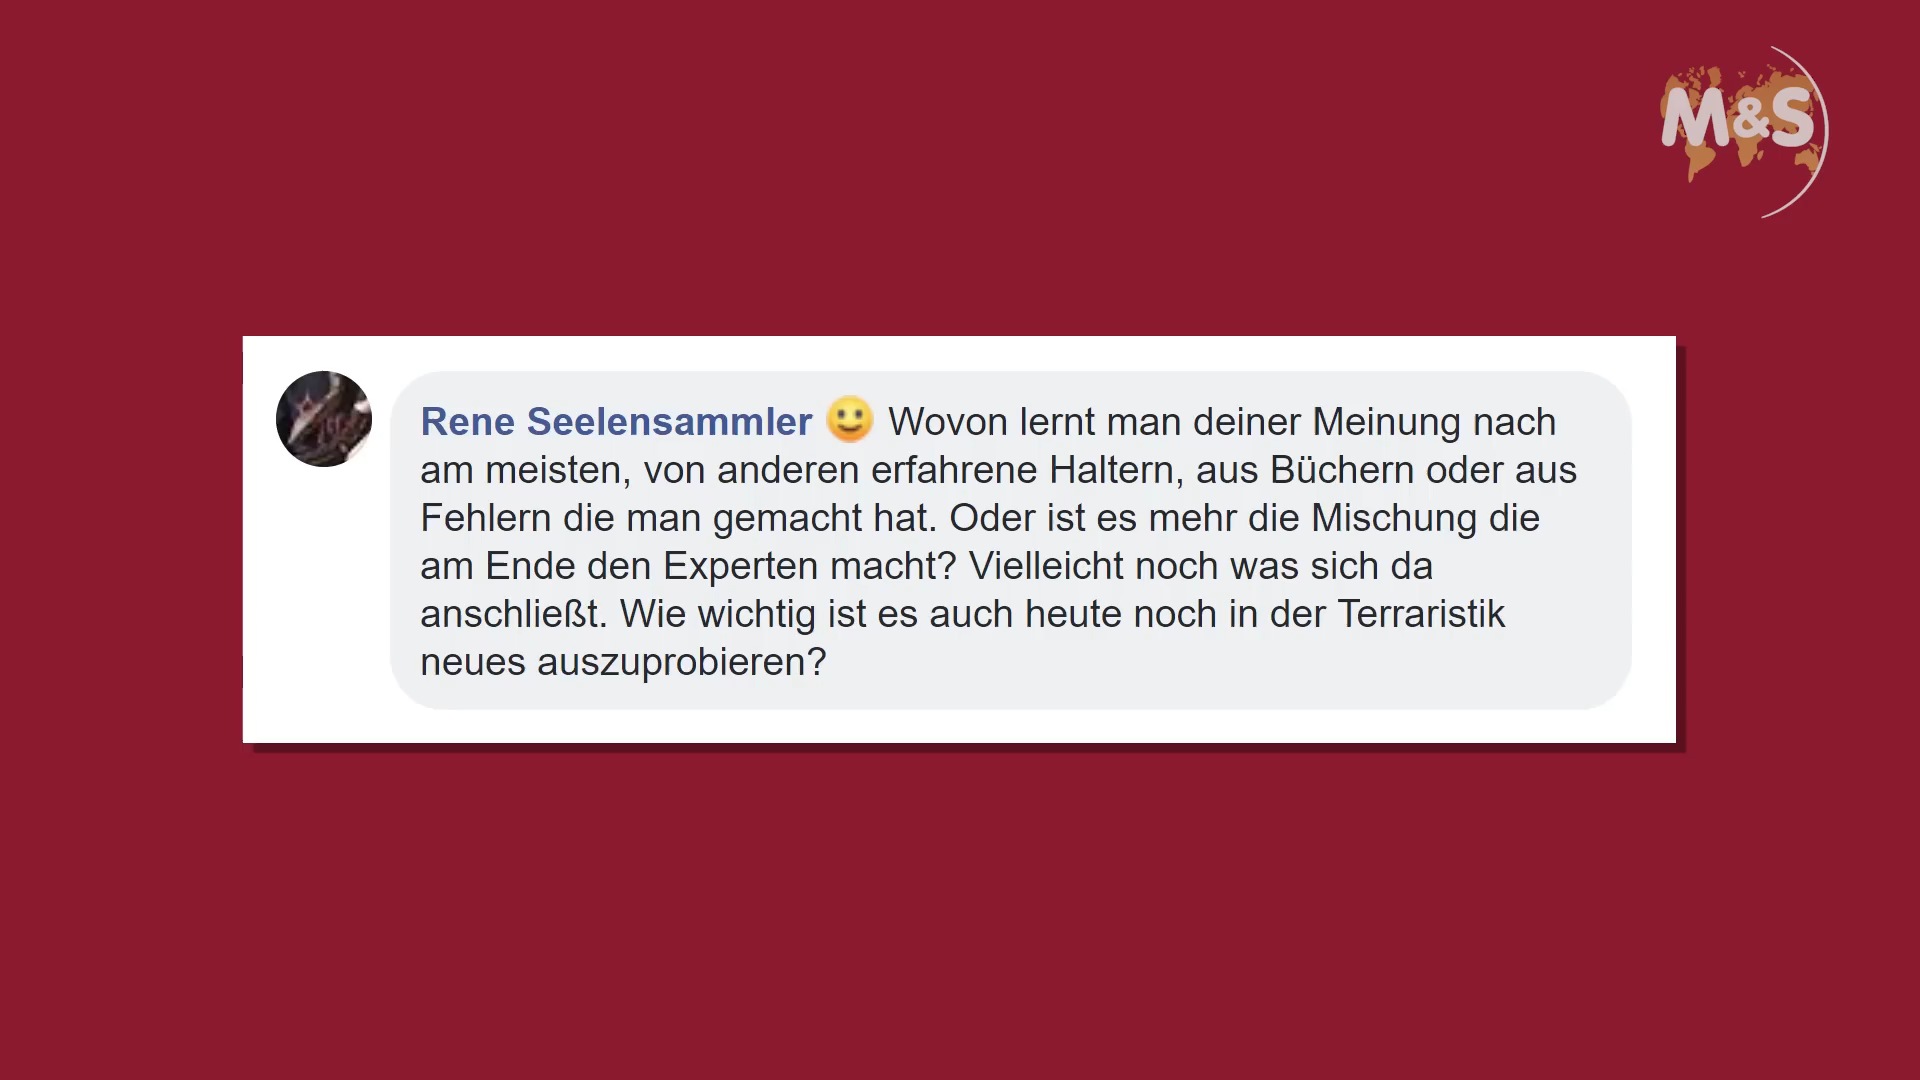 M&S
Rene Seelensammler 🙂 Wovon lernt man deiner Meinung nach
am meisten, von anderen erfahrene Haltern, aus Büchern oder aus
Fehlern die man gemacht hat. Oder ist es mehr die Mischung die
am Ende den Experten macht? Vielleicht noch was sich da
anschließt. Wie wichtig ist es auch heute noch in der Terraristik
neues auszuprobieren?